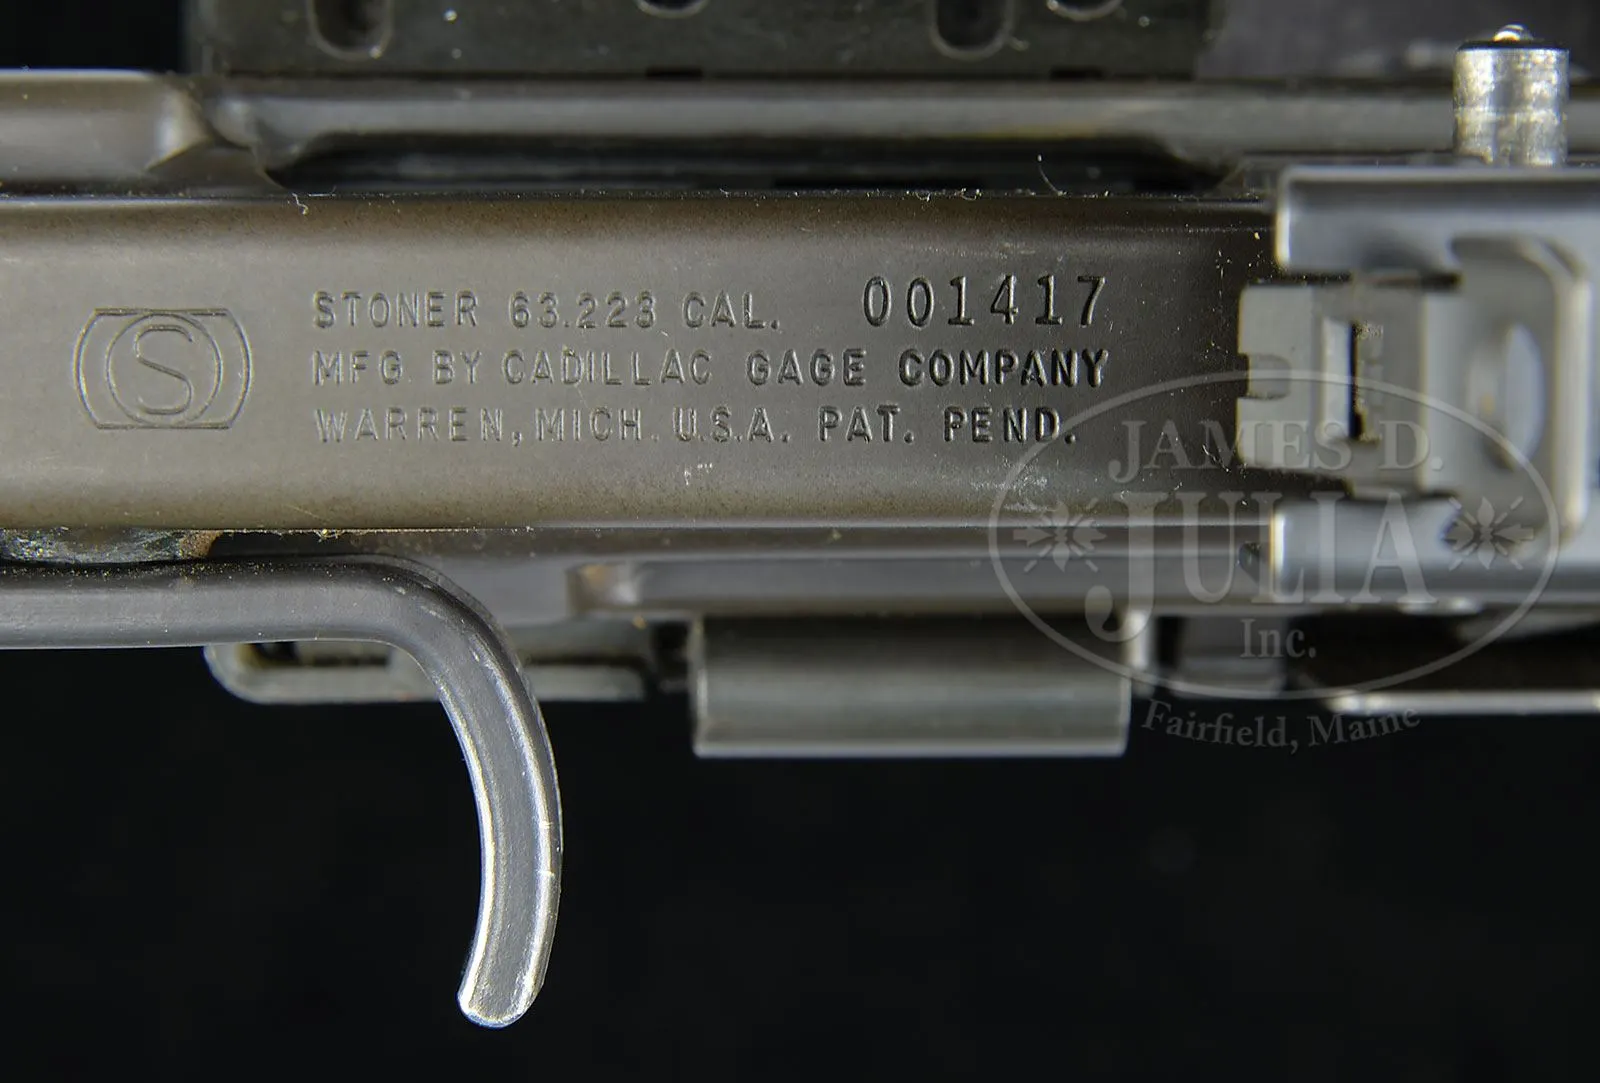 S
STONER 63.223 CAL. 001417
MFG. BY CADILLAC GAGE COMPANY
WARREN, MICH. U.S.A. PAT. PEND.
JAMES D.
JULIA
Inc.
Fairfield, Maine